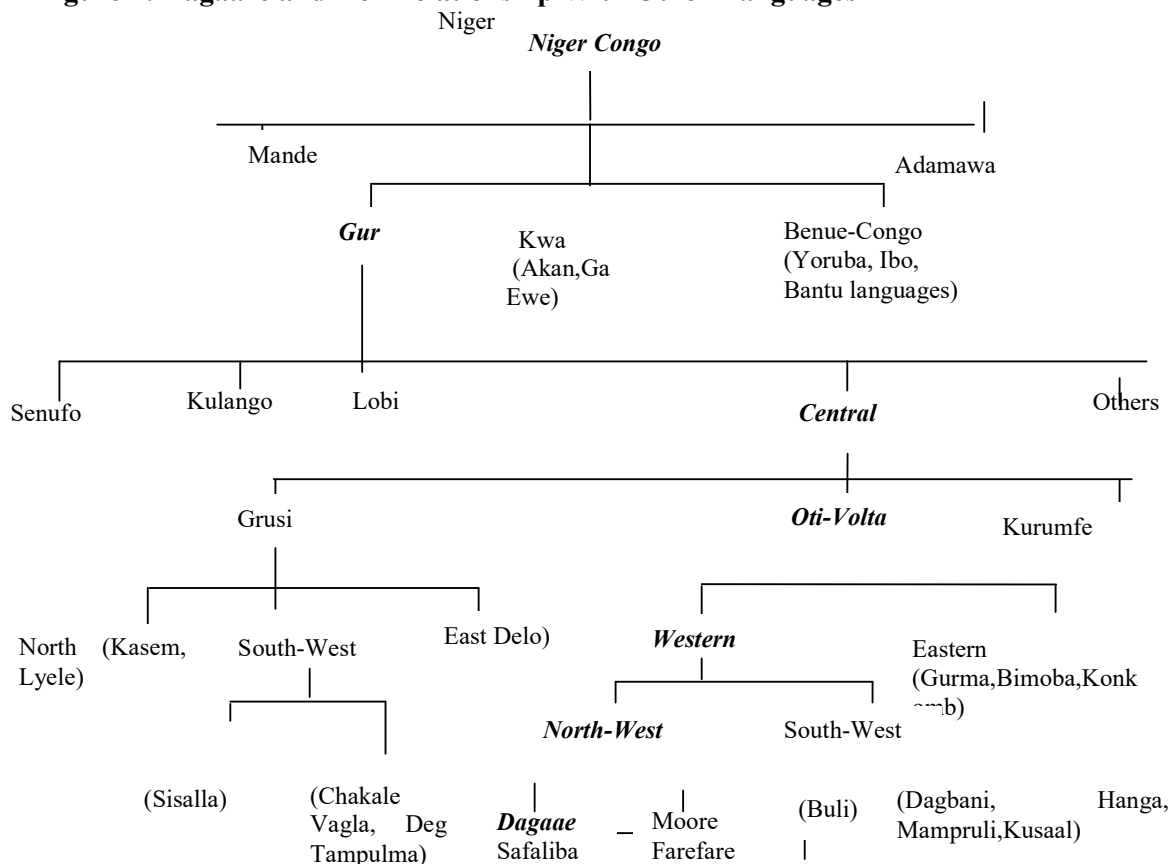 Niger
Niger Congo
Mande
Adamawa
Gur
Kwa
(Akan,Ga
Ewe)
Benue-Congo
(Yoruba, Ibo,
Bantu languages)
Senufo
Kulango
Lobi
Central
Others
Grusi
Oti-Volta
Kurumfe
North (Kasem,
Lyele)
South-West
East Delo)
Western
Eastern
(Gurma,Bimoba,Konk
North-West
South-West
(Sisalla)
(Chakale
Vagla, Deg
Tampulma)
Dagaae
Safaliba
–
Moore
Farefare
(Buli)
(Dagbani, Hanga,
Mampruli,Kusaal)